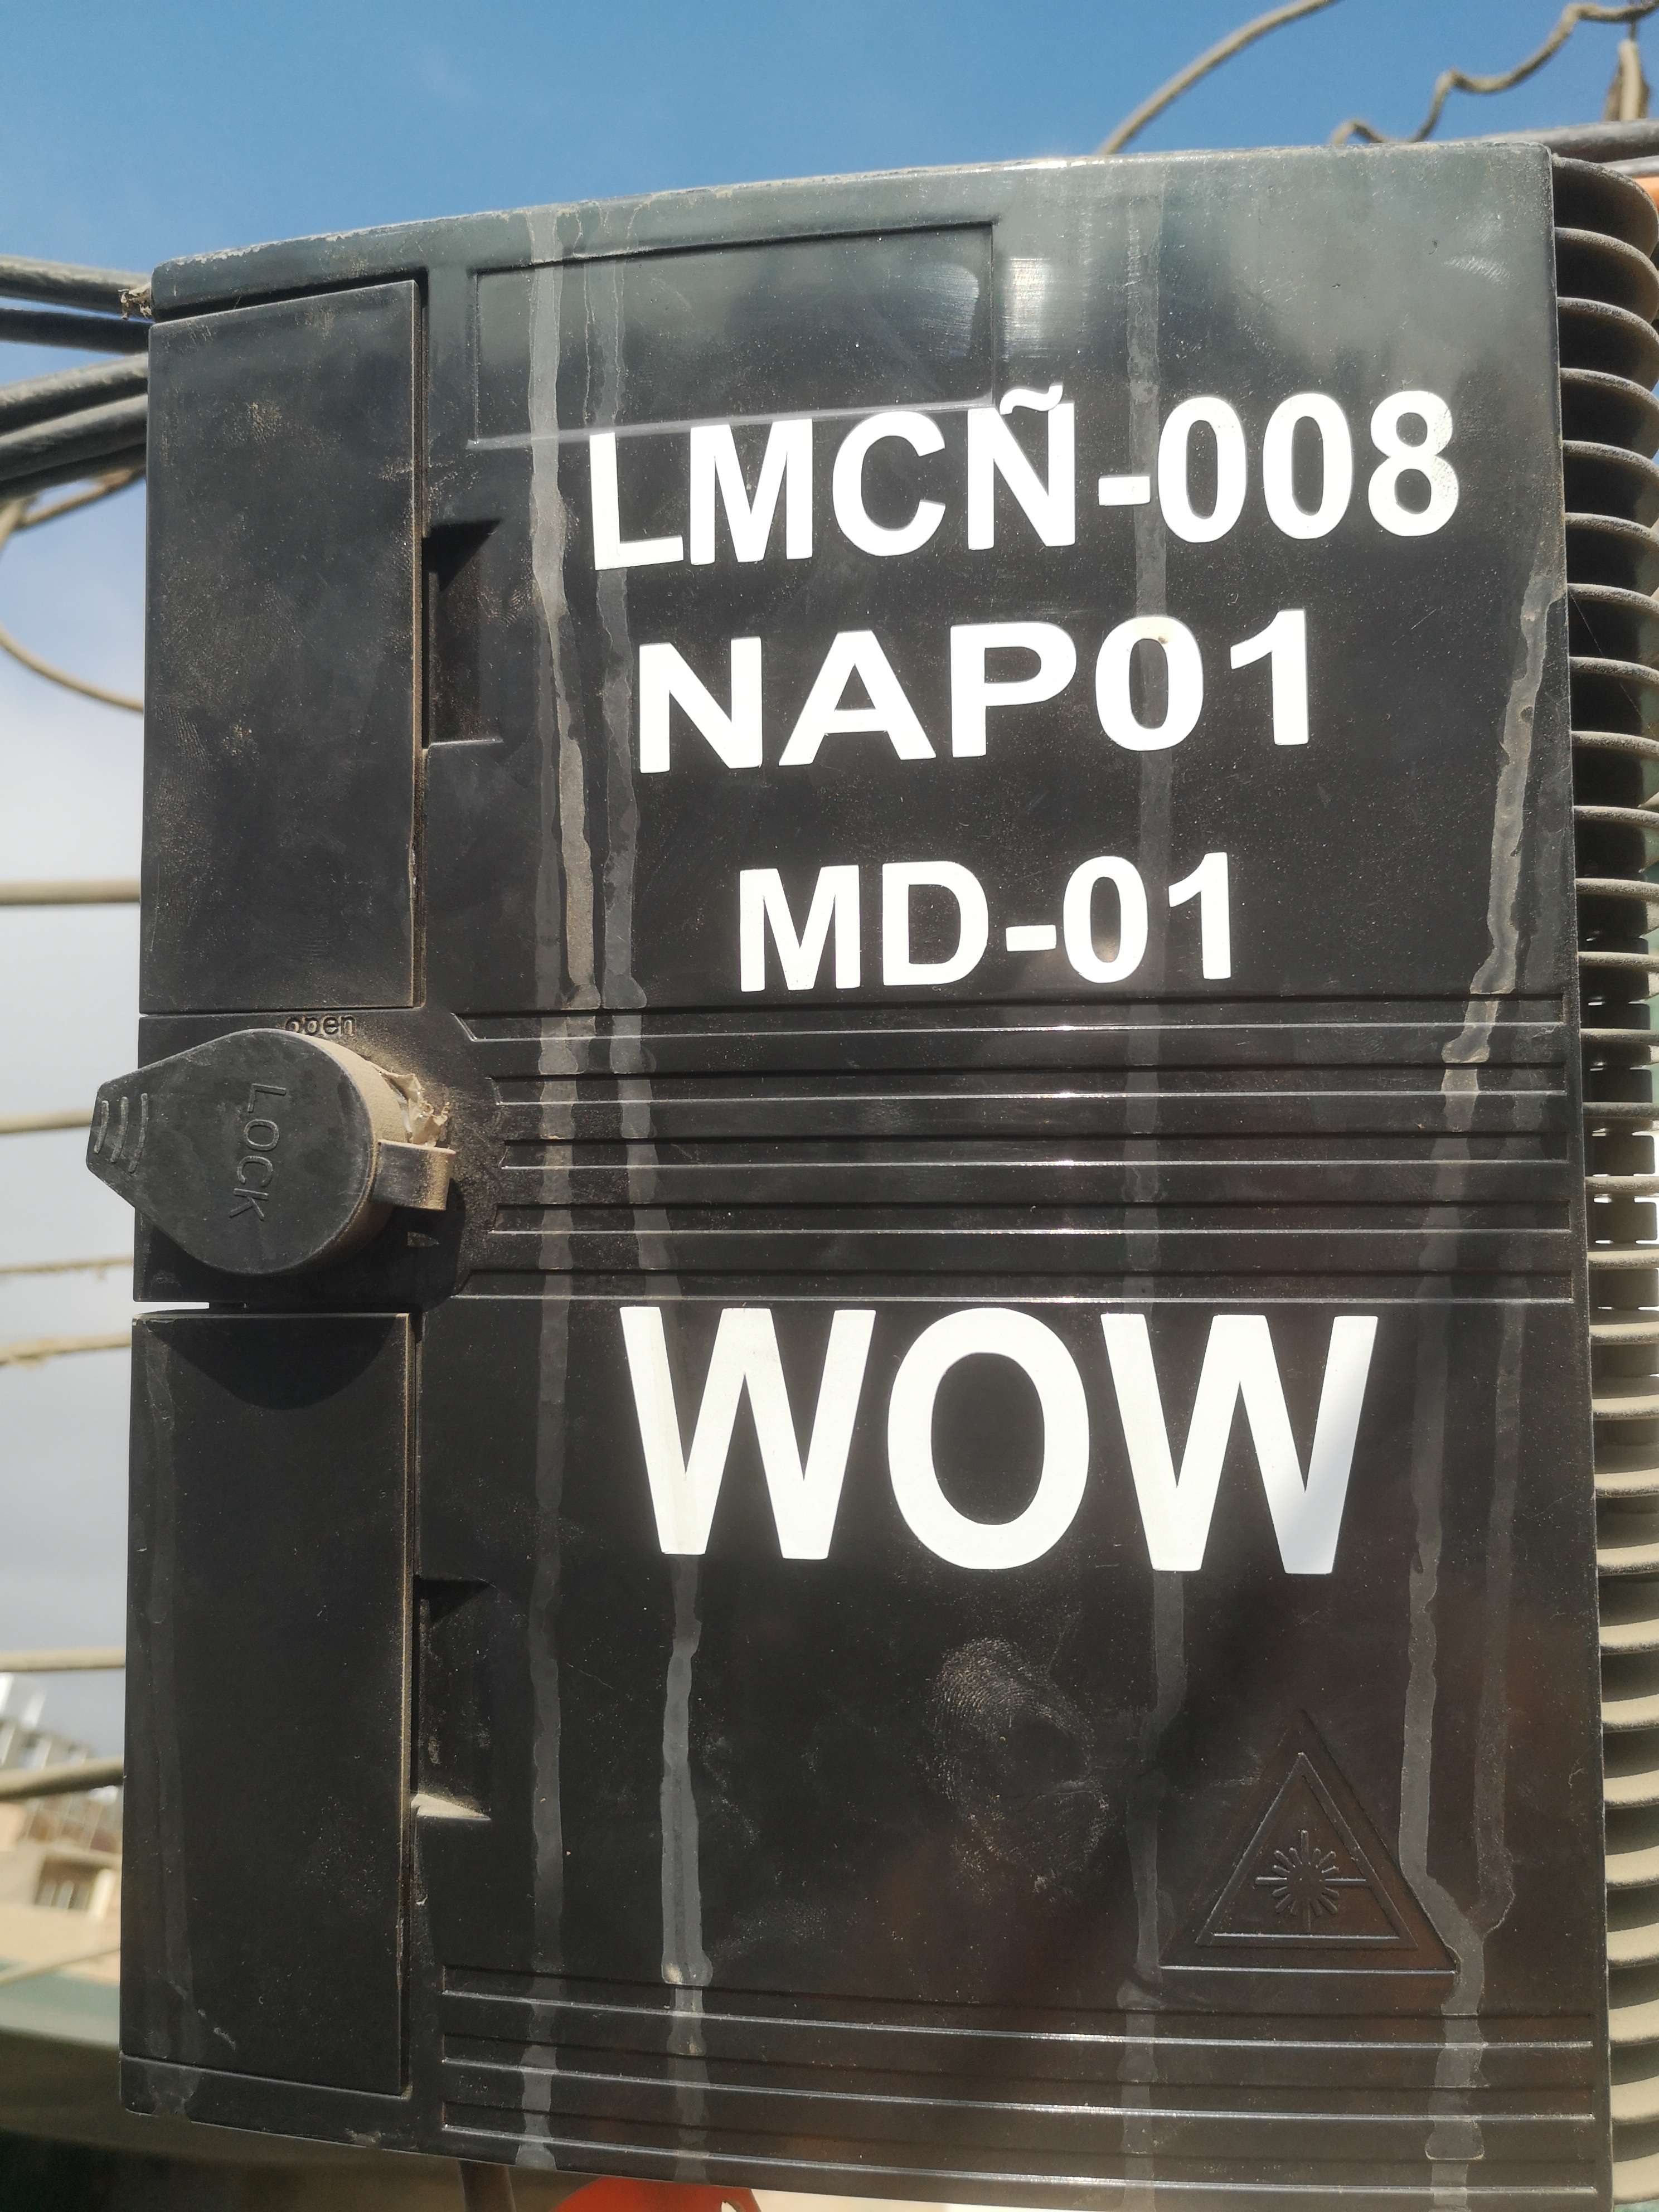 LMCÑ-008
NAP01
MD-01
open
LOCK
WOW